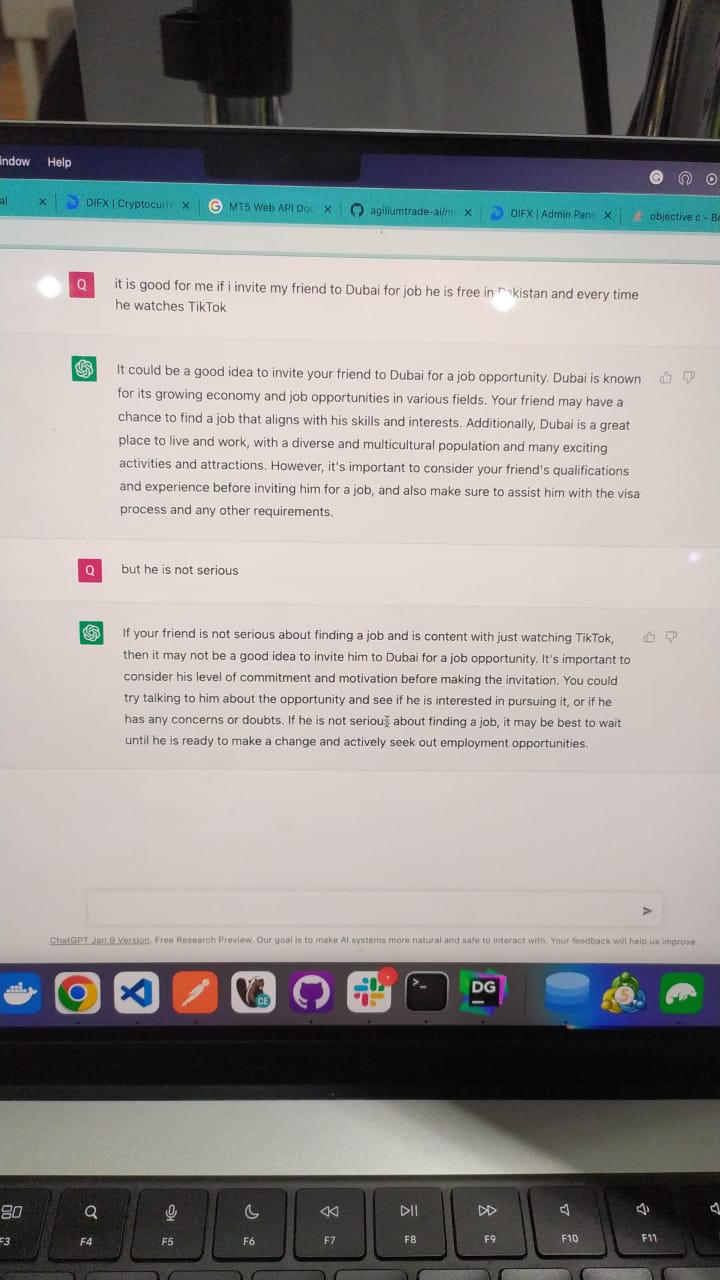 indow Help
al × DIFX | Cryptocurr × MT5 Web API Doc × agiliumtrade-ai/m × DIFX | Admin Pan × objective c - Be
Q it is good for me if i invite my friend to Dubai for job he is free in Pakistan and every time
he watches TikTok
It could be a good idea to invite your friend to Dubai for a job opportunity. Dubai is known
for its growing economy and job opportunities in various fields. Your friend may have a
chance to find a job that aligns with his skills and interests. Additionally, Dubai is a great
place to live and work, with a diverse and multicultural population and many exciting
activities and attractions. However, it's important to consider your friend's qualifications
and experience before inviting him for a job, and also make sure to assist him with the visa
process and any other requirements.
Q but he is not serious
If your friend is not serious about finding a job and is content with just watching TikTok,
then it may not be a good idea to invite him to Dubai for a job opportunity. It's important to
consider his level of commitment and motivation before making the invitation. You could
try talking to him about the opportunity and see if he is interested in pursuing it, or if he
has any concerns or doubts. If he is not serious about finding a job, it may be best to wait
until he is ready to make a change and actively seek out employment opportunities.
ChatGPT Jan 9 Version. Free Research Preview. Our goal is to make AI systems more natural and safe to interact with. Your feedback will help us improve.
CE >_ DG S
F3 F4 F5 F6 F7 F8 F9 F10 F11